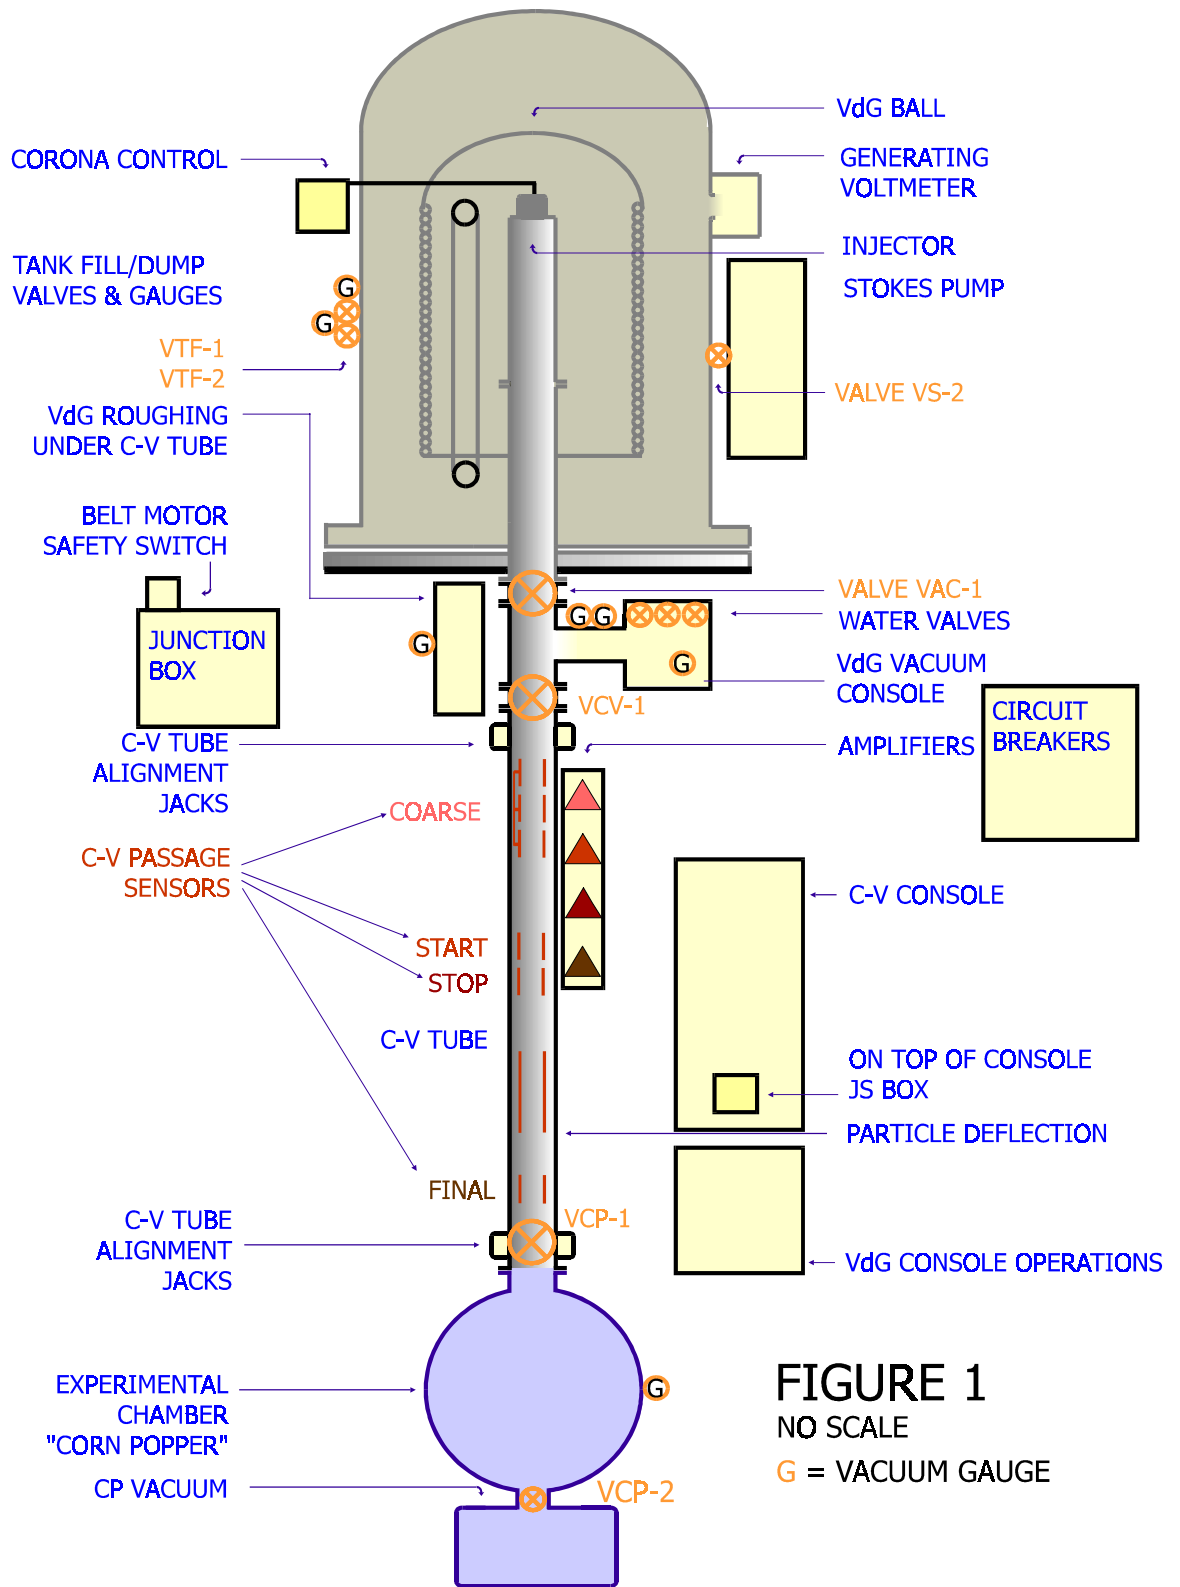 VdG BALL
CORONA CONTROL
GENERATING
VOLTMETER
INJECTOR
TANK FILL/DUMP
VALVES & GAUGES
STOKES PUMP
G
G
VTF-1
VTF-2
VALVE VS-2
VdG ROUGHING
UNDER C-V TUBE
BELT MOTOR
SAFETY SWITCH
VALVE VAC-1
G G
WATER VALVES
JUNCTION
BOX
G
G
VdG VACUUM
CONSOLE
VCV-1
CIRCUIT
BREAKERS
C-V TUBE
ALIGNMENT
JACKS
AMPLIFIERS
COARSE
C-V PASSAGE
SENSORS
C-V CONSOLE
START
STOP
C-V TUBE
ON TOP OF CONSOLE
JS BOX
PARTICLE DEFLECTION
FINAL
VCP-1
C-V TUBE
ALIGNMENT
JACKS
VdG CONSOLE OPERATIONS
EXPERIMENTAL
CHAMBER
"CORN POPPER"
G
FIGURE 1
NO SCALE
G = VACUUM GAUGE
CP VACUUM
VCP-2